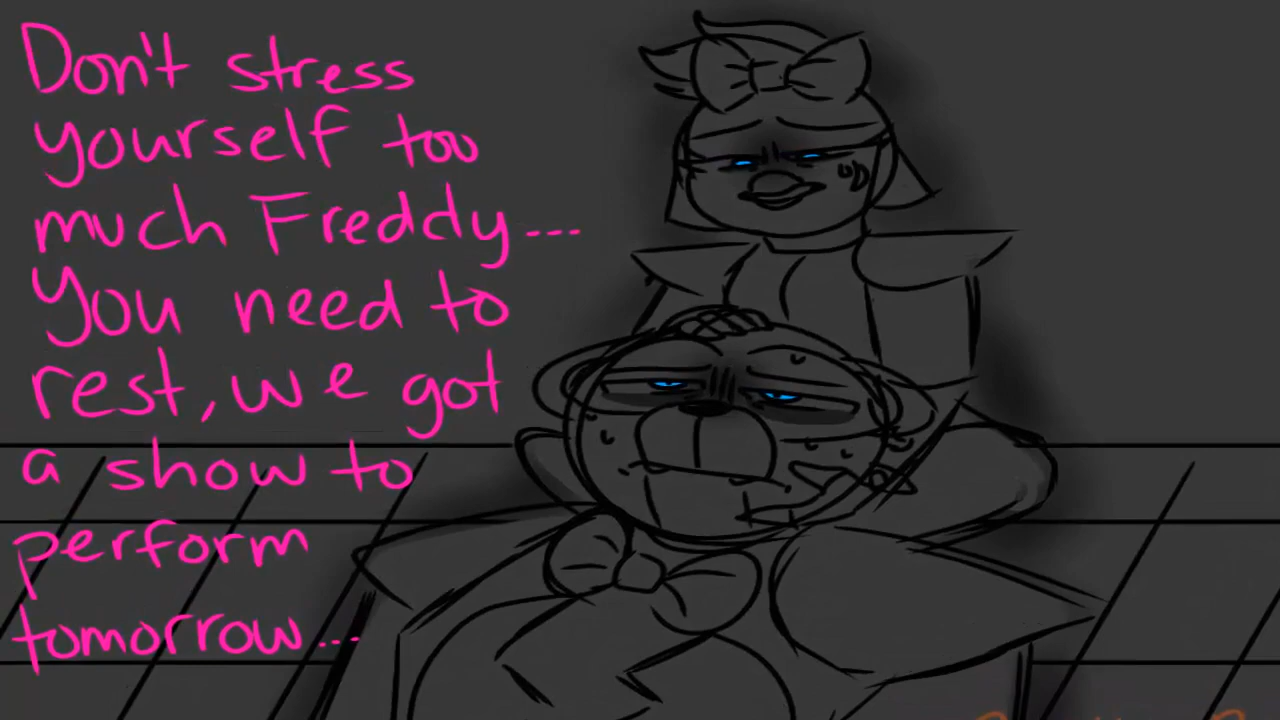 Don't stress
yourself too
much Freddy...
You need to
rest, we got
a show to
perform
tomorrow...